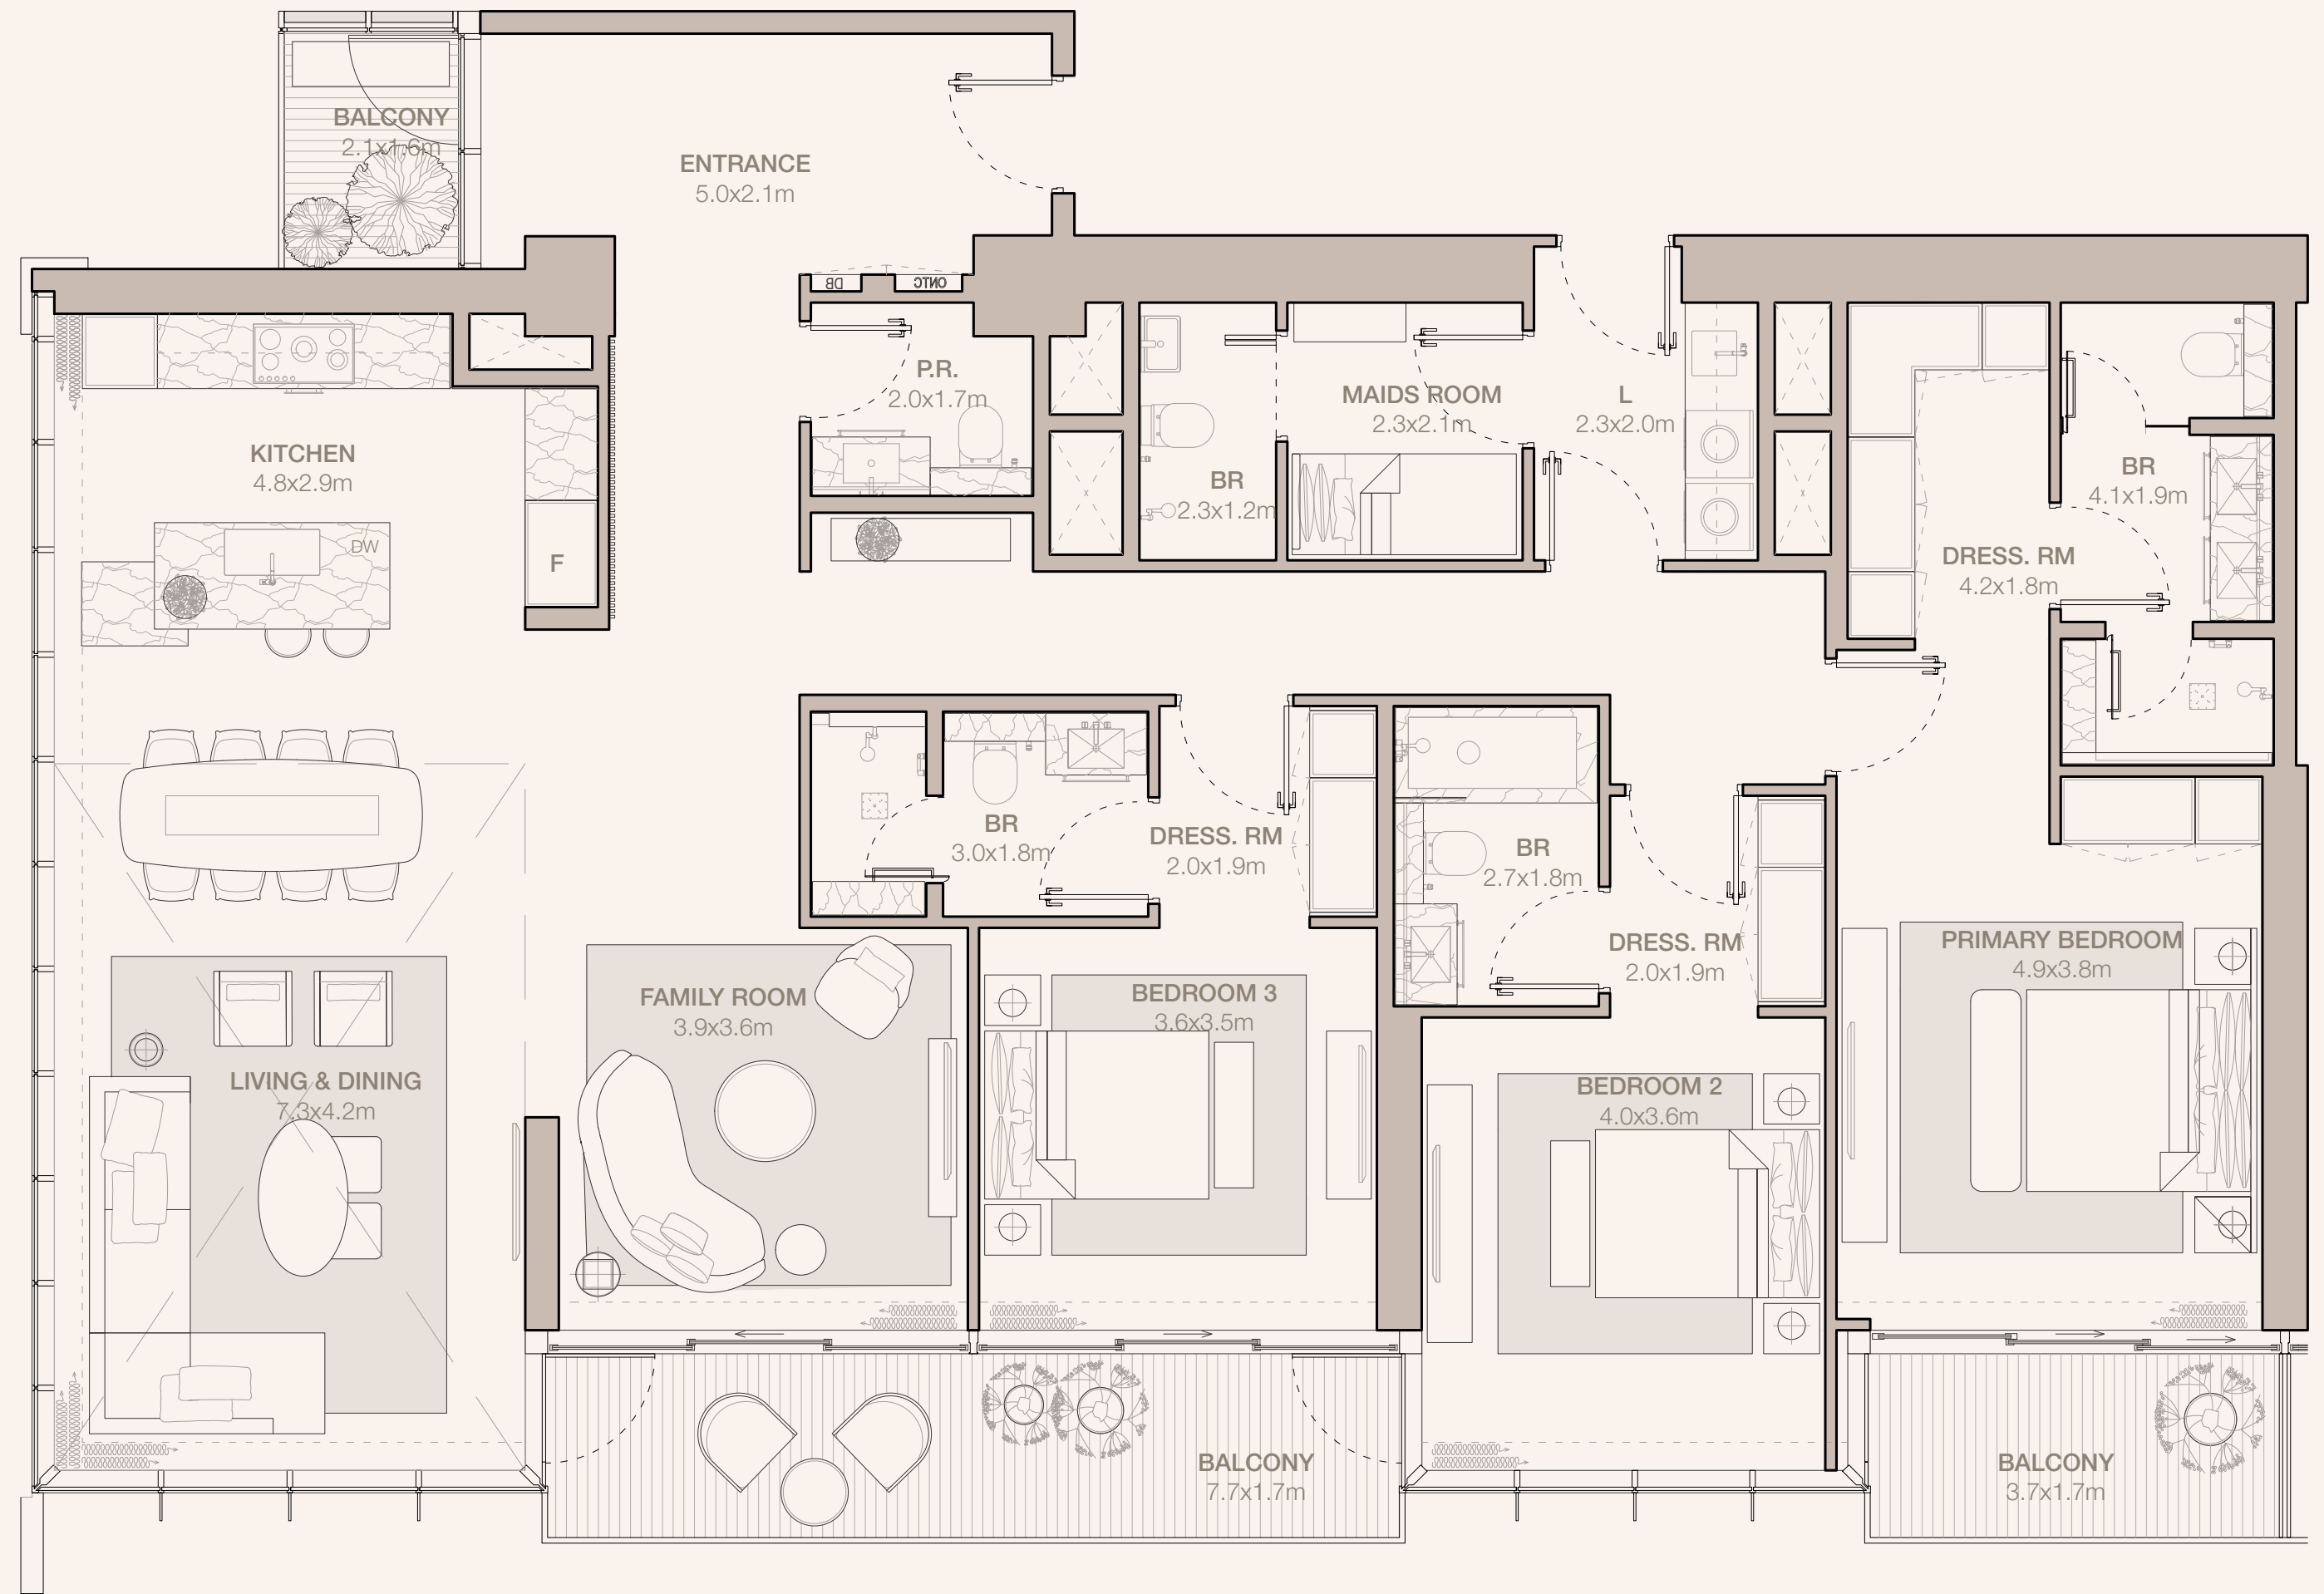 BALCONY
2.1x1.6m
ENTRANCE
5.0x2.1m
DB
ONTC
P.R.
2.0x1.7m
KITCHEN
4.8x2.9m
DW
F
BR
2.3x1.2m
MAIDS ROOM
2.3x2.1m
L
2.3x2.0m
BR
4.1x1.9m
DRESS. RM
4.2x1.8m
BR
3.0x1.8m
DRESS. RM
2.0x1.9m
BR
2.7x1.8m
DRESS. RM
2.0x1.9m
PRIMARY BEDROOM
4.9x3.8m
FAMILY ROOM
3.9x3.6m
BEDROOM 3
3.6x3.5m
LIVING & DINING
7.3x4.2m
BEDROOM 2
4.0x3.6m
BALCONY
7.7x1.7m
BALCONY
3.7x1.7m